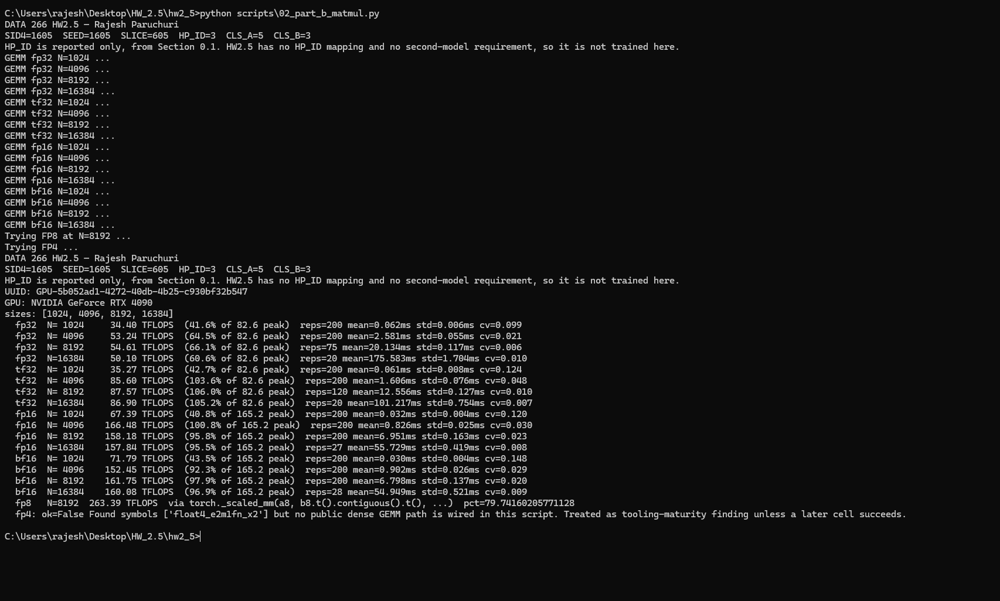 C:\Users\rajesh\Desktop\HW_2.5\hw2_5>python scripts\02_part_b_matmul.py
DATA 266 HW2.5 — Rajesh Paruchuri
SID4=1605  SEED=1605  SLICE=605  HP_ID=3  CLS_A=5  CLS_B=3
HP_ID is reported only, from Section 0.1. HW2.5 has no HP_ID mapping and no second-model requirement, so it is not trained here.
GEMM fp32 N=1024 ...
GEMM fp32 N=4096 ...
GEMM fp32 N=8192 ...
GEMM fp32 N=16384 ...
GEMM tf32 N=1024 ...
GEMM tf32 N=4096 ...
GEMM tf32 N=8192 ...
GEMM tf32 N=16384 ...
GEMM fp16 N=1024 ...
GEMM fp16 N=4096 ...
GEMM fp16 N=8192 ...
GEMM fp16 N=16384 ...
GEMM bf16 N=1024 ...
GEMM bf16 N=4096 ...
GEMM bf16 N=8192 ...
GEMM bf16 N=16384 ...
Trying FP8 at N=8192 ...
Trying FP4 ...
DATA 266 HW2.5 — Rajesh Paruchuri
SID4=1605  SEED=1605  SLICE=605  HP_ID=3  CLS_A=5  CLS_B=3
HP_ID is reported only, from Section 0.1. HW2.5 has no HP_ID mapping and no second-model requirement, so it is not trained here.
UUID: GPU-5b052ad1-4272-40db-4b25-c930bf32b547
GPU: NVIDIA GeForce RTX 4090
sizes: [1024, 4096, 8192, 16384]
  fp32  N= 1024     34.40 TFLOPS  (41.6% of 82.6 peak)  reps=200 mean=0.062ms std=0.006ms cv=0.099
  fp32  N= 4096     53.24 TFLOPS  (64.5% of 82.6 peak)  reps=200 mean=2.581ms std=0.055ms cv=0.021
  fp32  N= 8192     54.61 TFLOPS  (66.1% of 82.6 peak)  reps=75 mean=20.134ms std=0.117ms cv=0.006
  fp32  N=16384     50.10 TFLOPS  (60.6% of 82.6 peak)  reps=20 mean=175.583ms std=1.704ms cv=0.010
  tf32  N= 1024     35.27 TFLOPS  (42.7% of 82.6 peak)  reps=200 mean=0.061ms std=0.008ms cv=0.124
  tf32  N= 4096     85.60 TFLOPS  (103.6% of 82.6 peak)  reps=200 mean=1.606ms std=0.076ms cv=0.048
  tf32  N= 8192     87.57 TFLOPS  (106.0% of 82.6 peak)  reps=120 mean=12.556ms std=0.127ms cv=0.010
  tf32  N=16384     86.90 TFLOPS  (105.2% of 82.6 peak)  reps=20 mean=101.217ms std=0.754ms cv=0.007
  fp16  N= 1024     67.39 TFLOPS  (40.8% of 165.2 peak)  reps=200 mean=0.032ms std=0.004ms cv=0.120
  fp16  N= 4096    166.48 TFLOPS  (100.8% of 165.2 peak)  reps=200 mean=0.826ms std=0.025ms cv=0.030
  fp16  N= 8192    158.18 TFLOPS  (95.8% of 165.2 peak)  reps=200 mean=6.951ms std=0.163ms cv=0.023
  fp16  N=16384    157.84 TFLOPS  (95.5% of 165.2 peak)  reps=27 mean=55.729ms std=0.419ms cv=0.008
  bf16  N= 1024     71.79 TFLOPS  (43.5% of 165.2 peak)  reps=200 mean=0.030ms std=0.004ms cv=0.148
  bf16  N= 4096    152.45 TFLOPS  (92.3% of 165.2 peak)  reps=200 mean=0.902ms std=0.026ms cv=0.029
  bf16  N= 8192    161.75 TFLOPS  (97.9% of 165.2 peak)  reps=200 mean=6.798ms std=0.137ms cv=0.020
  bf16  N=16384    160.08 TFLOPS  (96.9% of 165.2 peak)  reps=28 mean=54.949ms std=0.521ms cv=0.009
  fp8   N=8192  263.39 TFLOPS  via torch._scaled_mm(a8, b8.t().contiguous().t(), ...)  pct=79.74160205771128
  fp4: ok=False Found symbols ['float4_e2m1fn_x2'] but no public dense GEMM path is wired in this script. Treated as tooling-maturity finding unless a later cell succeeds.
C:\Users\rajesh\Desktop\HW_2.5\hw2_5>